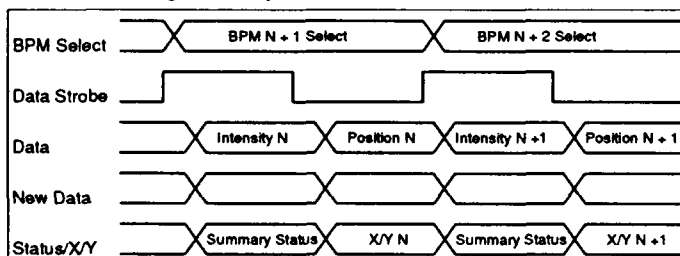 BPM Select BPM N + 1 Select BPM N + 2 Select
Data Strobe
Data Intensity N Position N Intensity N +1 Position N + 1
New Data
Status/X/Y Summary Status X/Y N Summary Status X/Y N +1